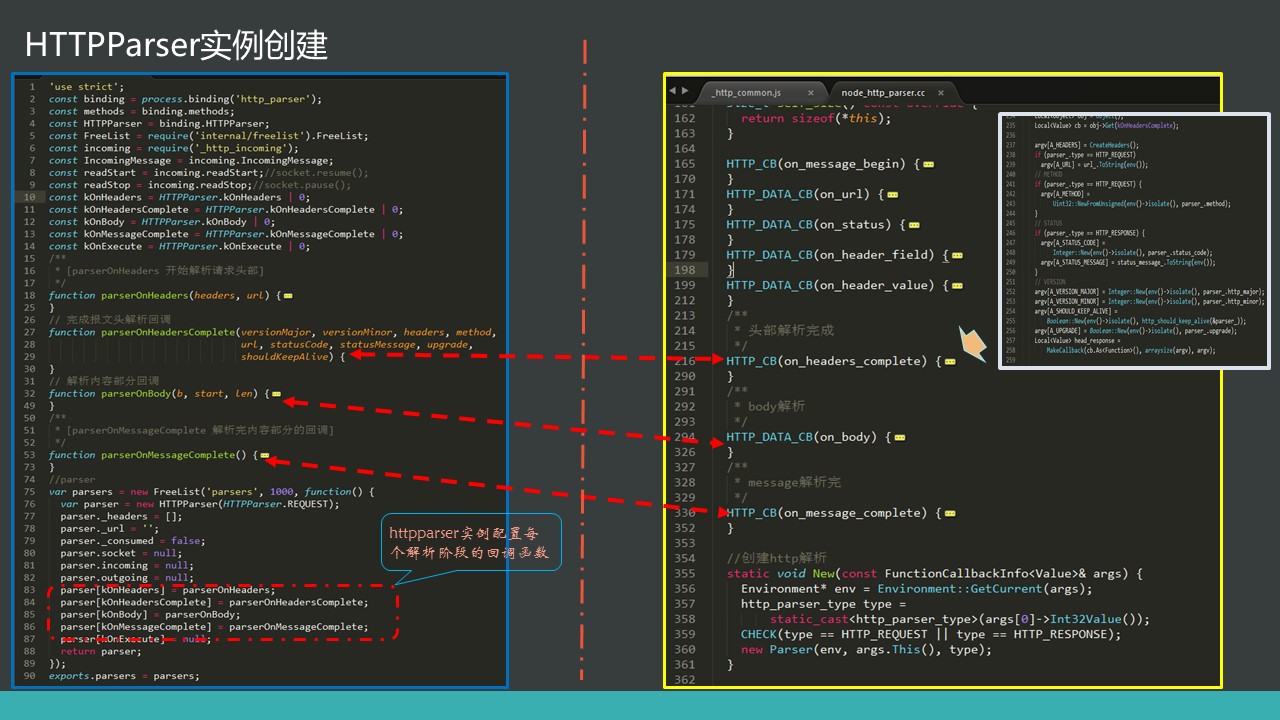 HTTPParser实例创建
1 'use strict';
2 const binding = process.binding('http_parser');
3 const methods = binding.methods;
4 const HTTPParser = binding.HTTPParser;
5 const FreeList = require('internal/freelist').FreeList;
6 const incoming = require('_http_incoming');
7 const IncomingMessage = incoming.IncomingMessage;
8 const readStart = incoming.readStart;//socket.resume();
9 const readStop = incoming.readStop;//socket.pause();
10 const kOnHeaders = HTTPParser.kOnHeaders | 0;
11 const kOnHeadersComplete = HTTPParser.kOnHeadersComplete | 0;
12 const kOnBody = HTTPParser.kOnBody | 0;
13 const kOnMessageComplete = HTTPParser.kOnMessageComplete | 0;
14 const kOnExecute = HTTPParser.kOnExecute | 0;
15 /**
16 * [parserOnHeaders 开始解析请求头部]
17 */
18 function parserOnHeaders(headers, url) {
25 }
26 // 完成报文头解析回调
27 function parserOnHeadersComplete(versionMajor, versionMinor, headers, method,
28 url, statusCode, statusMessage, upgrade,
29 shouldKeepAlive) {
30 }
31 // 解析内容部分回调
32 function parserOnBody(b, start, len) {
49 }
50 /**
51 * [parserOnMessageComplete 解析完内容部分的回调]
52 */
53 function parserOnMessageComplete() {
73 }
74 //parser
75 var parsers = new FreeList('parsers', 1000, function() {
76 var parser = new HTTPParser(HTTPParser.REQUEST);
77 parser._headers = [];
78 parser._url = '';
79 parser._consumed = false;
80 parser.socket = null;
81 parser.incoming = null;
82 parser.outgoing = null;
83 parser[kOnHeaders] = parserOnHeaders;
84 parser[kOnHeadersComplete] = parserOnHeadersComplete;
85 parser[kOnBody] = parserOnBody;
86 parser[kOnMessageComplete] = parserOnMessageComplete;
87 parser[kOnExecute] = null;
88 return parser;
89 });
90 exports.parsers = parsers;
httpparser实例配置每
个解析阶段的回调函数
_http_common.js × node_http_parser.cc ×
161 size_t self_size() const override {
162 return sizeof(*this);
163 }
164
165 HTTP_CB(on_message_begin) {
170 }
171 HTTP_DATA_CB(on_url) {
174 }
175 HTTP_DATA_CB(on_status) {
178 }
179 HTTP_DATA_CB(on_header_field) {
198 }
199 HTTP_DATA_CB(on_header_value) {
212 }
213 /**
214 * 头部解析完成
215 */
216 HTTP_CB(on_headers_complete) {
290 }
291 /**
292 * body解析
293 */
294 HTTP_DATA_CB(on_body) {
326 }
327 /**
328 * message解析完
329 */
330 HTTP_CB(on_message_complete) {
352 }
353
354 //创建http解析
355 static void New(const FunctionCallbackInfo<Value>& args) {
356 Environment* env = Environment::GetCurrent(args);
357 http_parser_type type =
358 static_cast<http_parser_type>(args[0]->Int32Value());
359 CHECK(type == HTTP_REQUEST || type == HTTP_RESPONSE);
360 new Parser(env, args.This(), type);
361 }
362
234 Local<Object> obj = object();
235 Local<Value> cb = obj->Get(kOnHeadersComplete);
236
237 argv[A_HEADERS] = CreateHeaders();
238 if (parser_.type == HTTP_REQUEST)
239 argv[A_URL] = url_.ToString(env());
240 // METHOD
241 if (parser_.type == HTTP_REQUEST) {
242 argv[A_METHOD] =
243 Uint32::NewFromUnsigned(env()->isolate(), parser_.method);
244 }
245 // STATUS
246 if (parser_.type == HTTP_RESPONSE) {
247 argv[A_STATUS_CODE] =
248 Integer::New(env()->isolate(), parser_.status_code);
249 argv[A_STATUS_MESSAGE] = status_message_.ToString(env());
250 }
251 // VERSION
252 argv[A_VERSION_MAJOR] = Integer::New(env()->isolate(), parser_.http_major);
253 argv[A_VERSION_MINOR] = Integer::New(env()->isolate(), parser_.http_minor);
254 argv[A_SHOULD_KEEP_ALIVE] =
255 Boolean::New(env()->isolate(), http_should_keep_alive(&parser_));
256 argv[A_UPGRADE] = Boolean::New(env()->isolate(), parser_.upgrade);
257 Local<Value> head_response =
258 MakeCallback(cb.As<Function>(), arraysize(argv), argv);
259